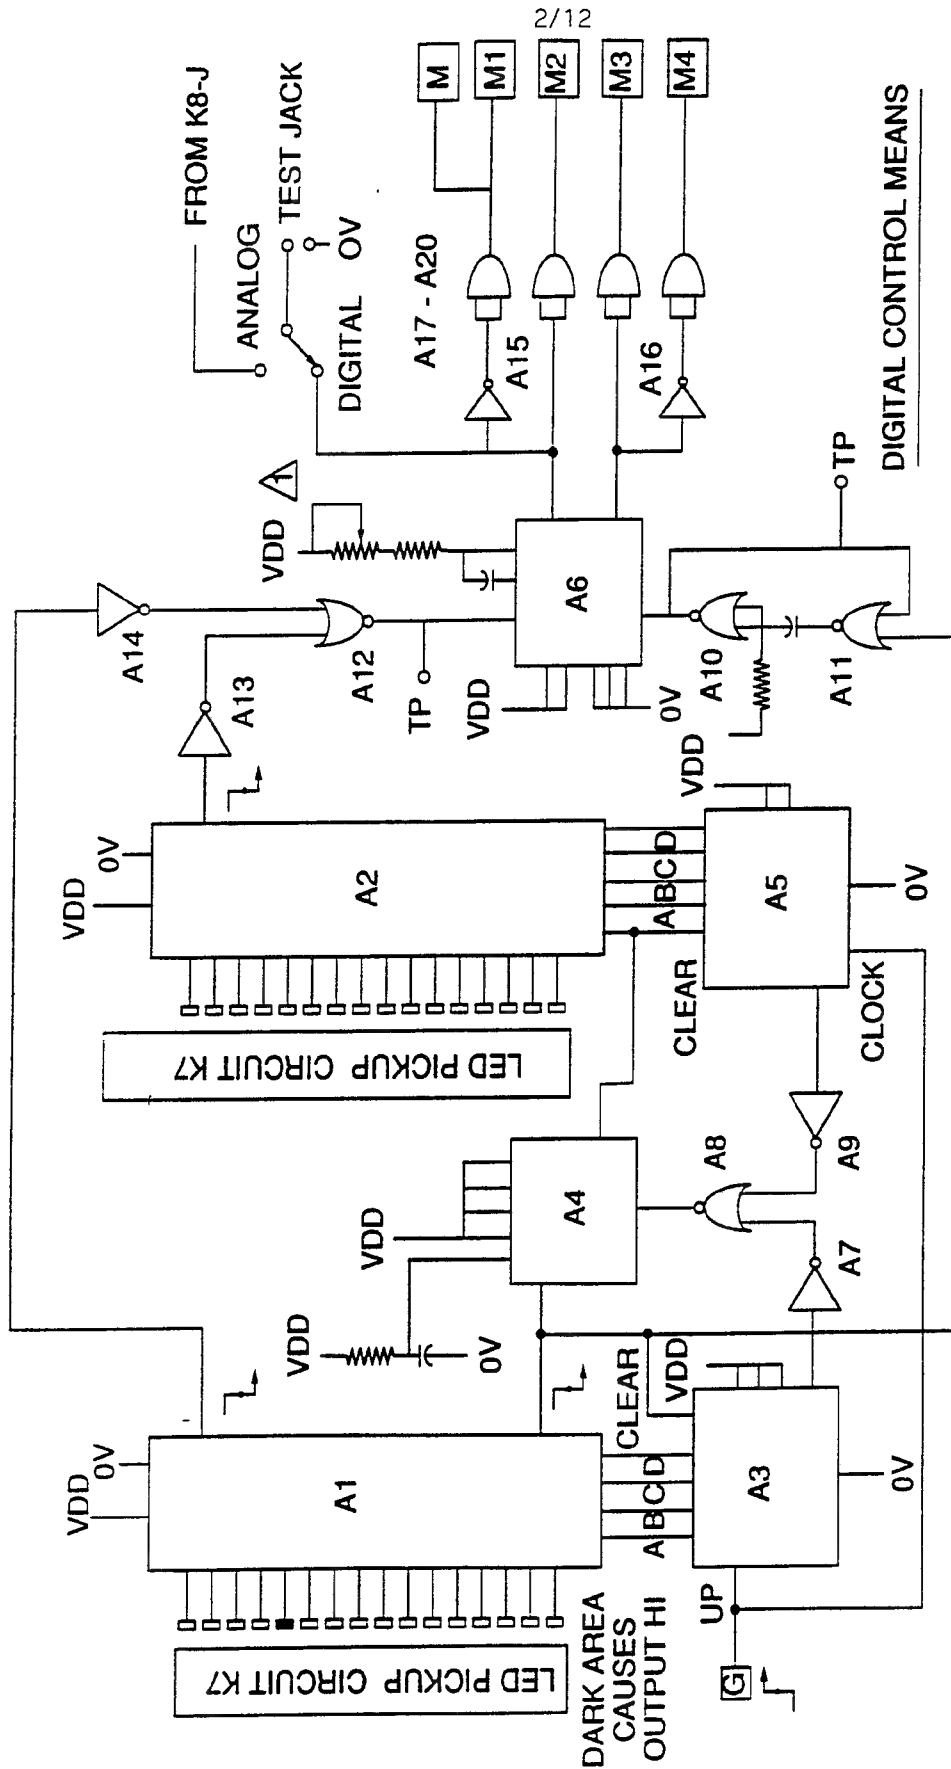 2/12
FROM K8-J
ANALOG
TEST JACK
DIGITAL
OV
M
M1
M2
M3
M4
A17 - A20
A15
A16
VDD
1
A14
A13
A12
TP
VDD
A6
0V
A10
A11
VDD
TP
DIGITAL CONTROL MEANS
VDD
0V
A2
LED PICKUP CIRCUIT K7
A B C D
CLEAR
A5
VDD
0V
CLOCK
VDD
A4
A8
A9
A7
VDD
0V
VDD
0V
A1
LED PICKUP CIRCUIT K7
DARK AREA
CAUSES
OUTPUT HI
A B C D
CLEAR
VDD
A3
0V
UP
G